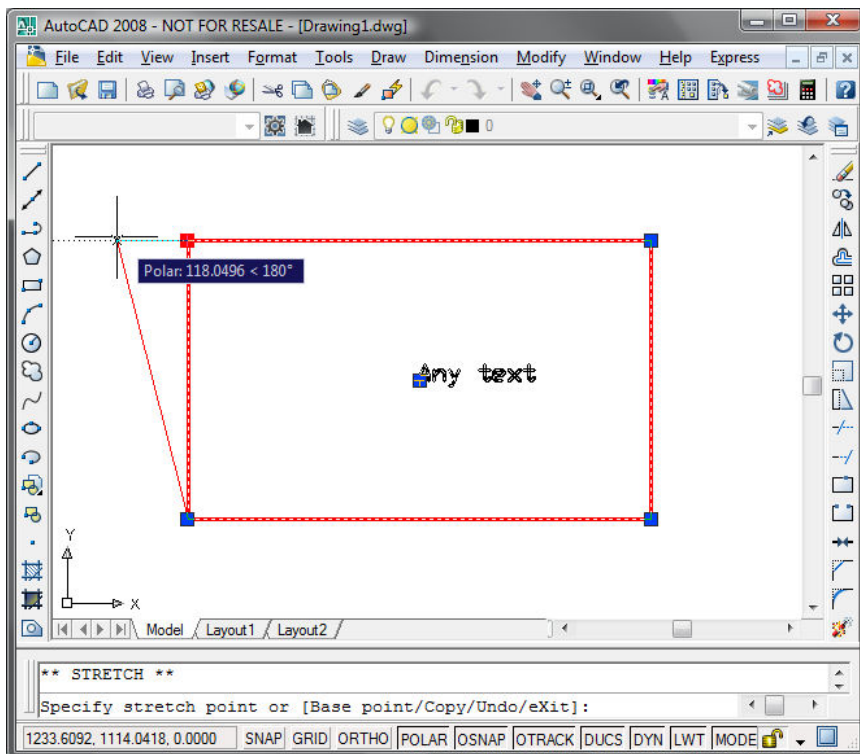 AutoCAD 2008 - NOT FOR RESALE - [Drawing1.dwg]
File Edit View Insert Format Tools Draw Dimension Modify Window Help Express
0
Polar: 118.0496 < 180°
Any text
Y
X
Model Layout1 Layout2
** STRETCH **
Specify stretch point or [Base point/Copy/Undo/eXit]:
1233.6092, 1114.0418, 0.0000 SNAP GRID ORTHO POLAR OSNAP OTRACK DUCS DYN LWT MODE